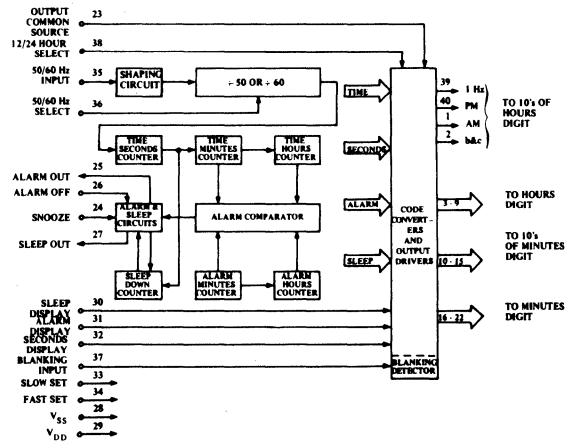 OUTPUT
COMMON
SOURCE
23
12/24 HOUR
SELECT
38
50/60 Hz
INPUT
35
SHAPING
CIRCUIT
÷ 50 OR ÷ 60
50/60 Hz
SELECT
36
TIME
SECONDS
COUNTER
TIME
MINUTES
COUNTER
TIME
HOURS
COUNTER
ALARM OUT
25
ALARM OFF
26
SNOOZE
24
SLEEP OUT
27
ALARM &
SLEEP
CIRCUITS
ALARM COMPARATOR
SLEEP
DOWN
COUNTER
ALARM
MINUTES
COUNTER
ALARM
HOURS
COUNTER
SLEEP
DISPLAY
30
ALARM
DISPLAY
31
SECONDS
DISPLAY
32
BLANKING
INPUT
37
SLOW SET
33
FAST SET
34
VSS
28
VDD
29
TIME
SECONDS
ALARM
SLEEP
CODE
CONVERT-
ERS
AND
OUTPUT
DRIVERS
BLANKING
DETECTOR
39
1 Hz
40
PM
1
AM
2
b&c
TO 10's OF
HOURS
DIGIT
3 - 9
TO HOURS
DIGIT
10 - 15
TO 10's
OF MINUTES
DIGIT
16 - 22
TO MINUTES
DIGIT